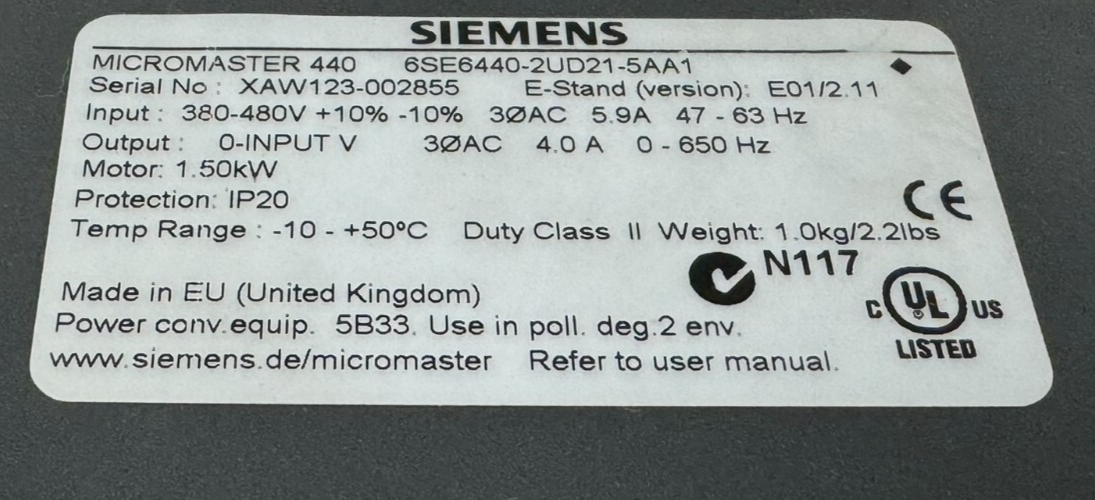 SIEMENS
MICROMASTER 440 6SE6440-2UD21-5AA1
Serial No : XAW123-002855 E-Stand (version): E01/2.11
Input : 380-480V +10% -10% 3ØAC 5.9A 47 - 63 Hz
Output : 0-INPUT V 3ØAC 4.0 A 0 - 650 Hz
Motor: 1.50kW
Protection: IP20
CE
Temp Range : -10 - +50ºC Duty Class II Weight: 1.0kg/2.2lbs
N117
Made in EU (United Kingdom)
C UL US
LISTED
Power conv.equip. 5B33. Use in poll. deg.2 env.
www.siemens.de/micromaster Refer to user manual.